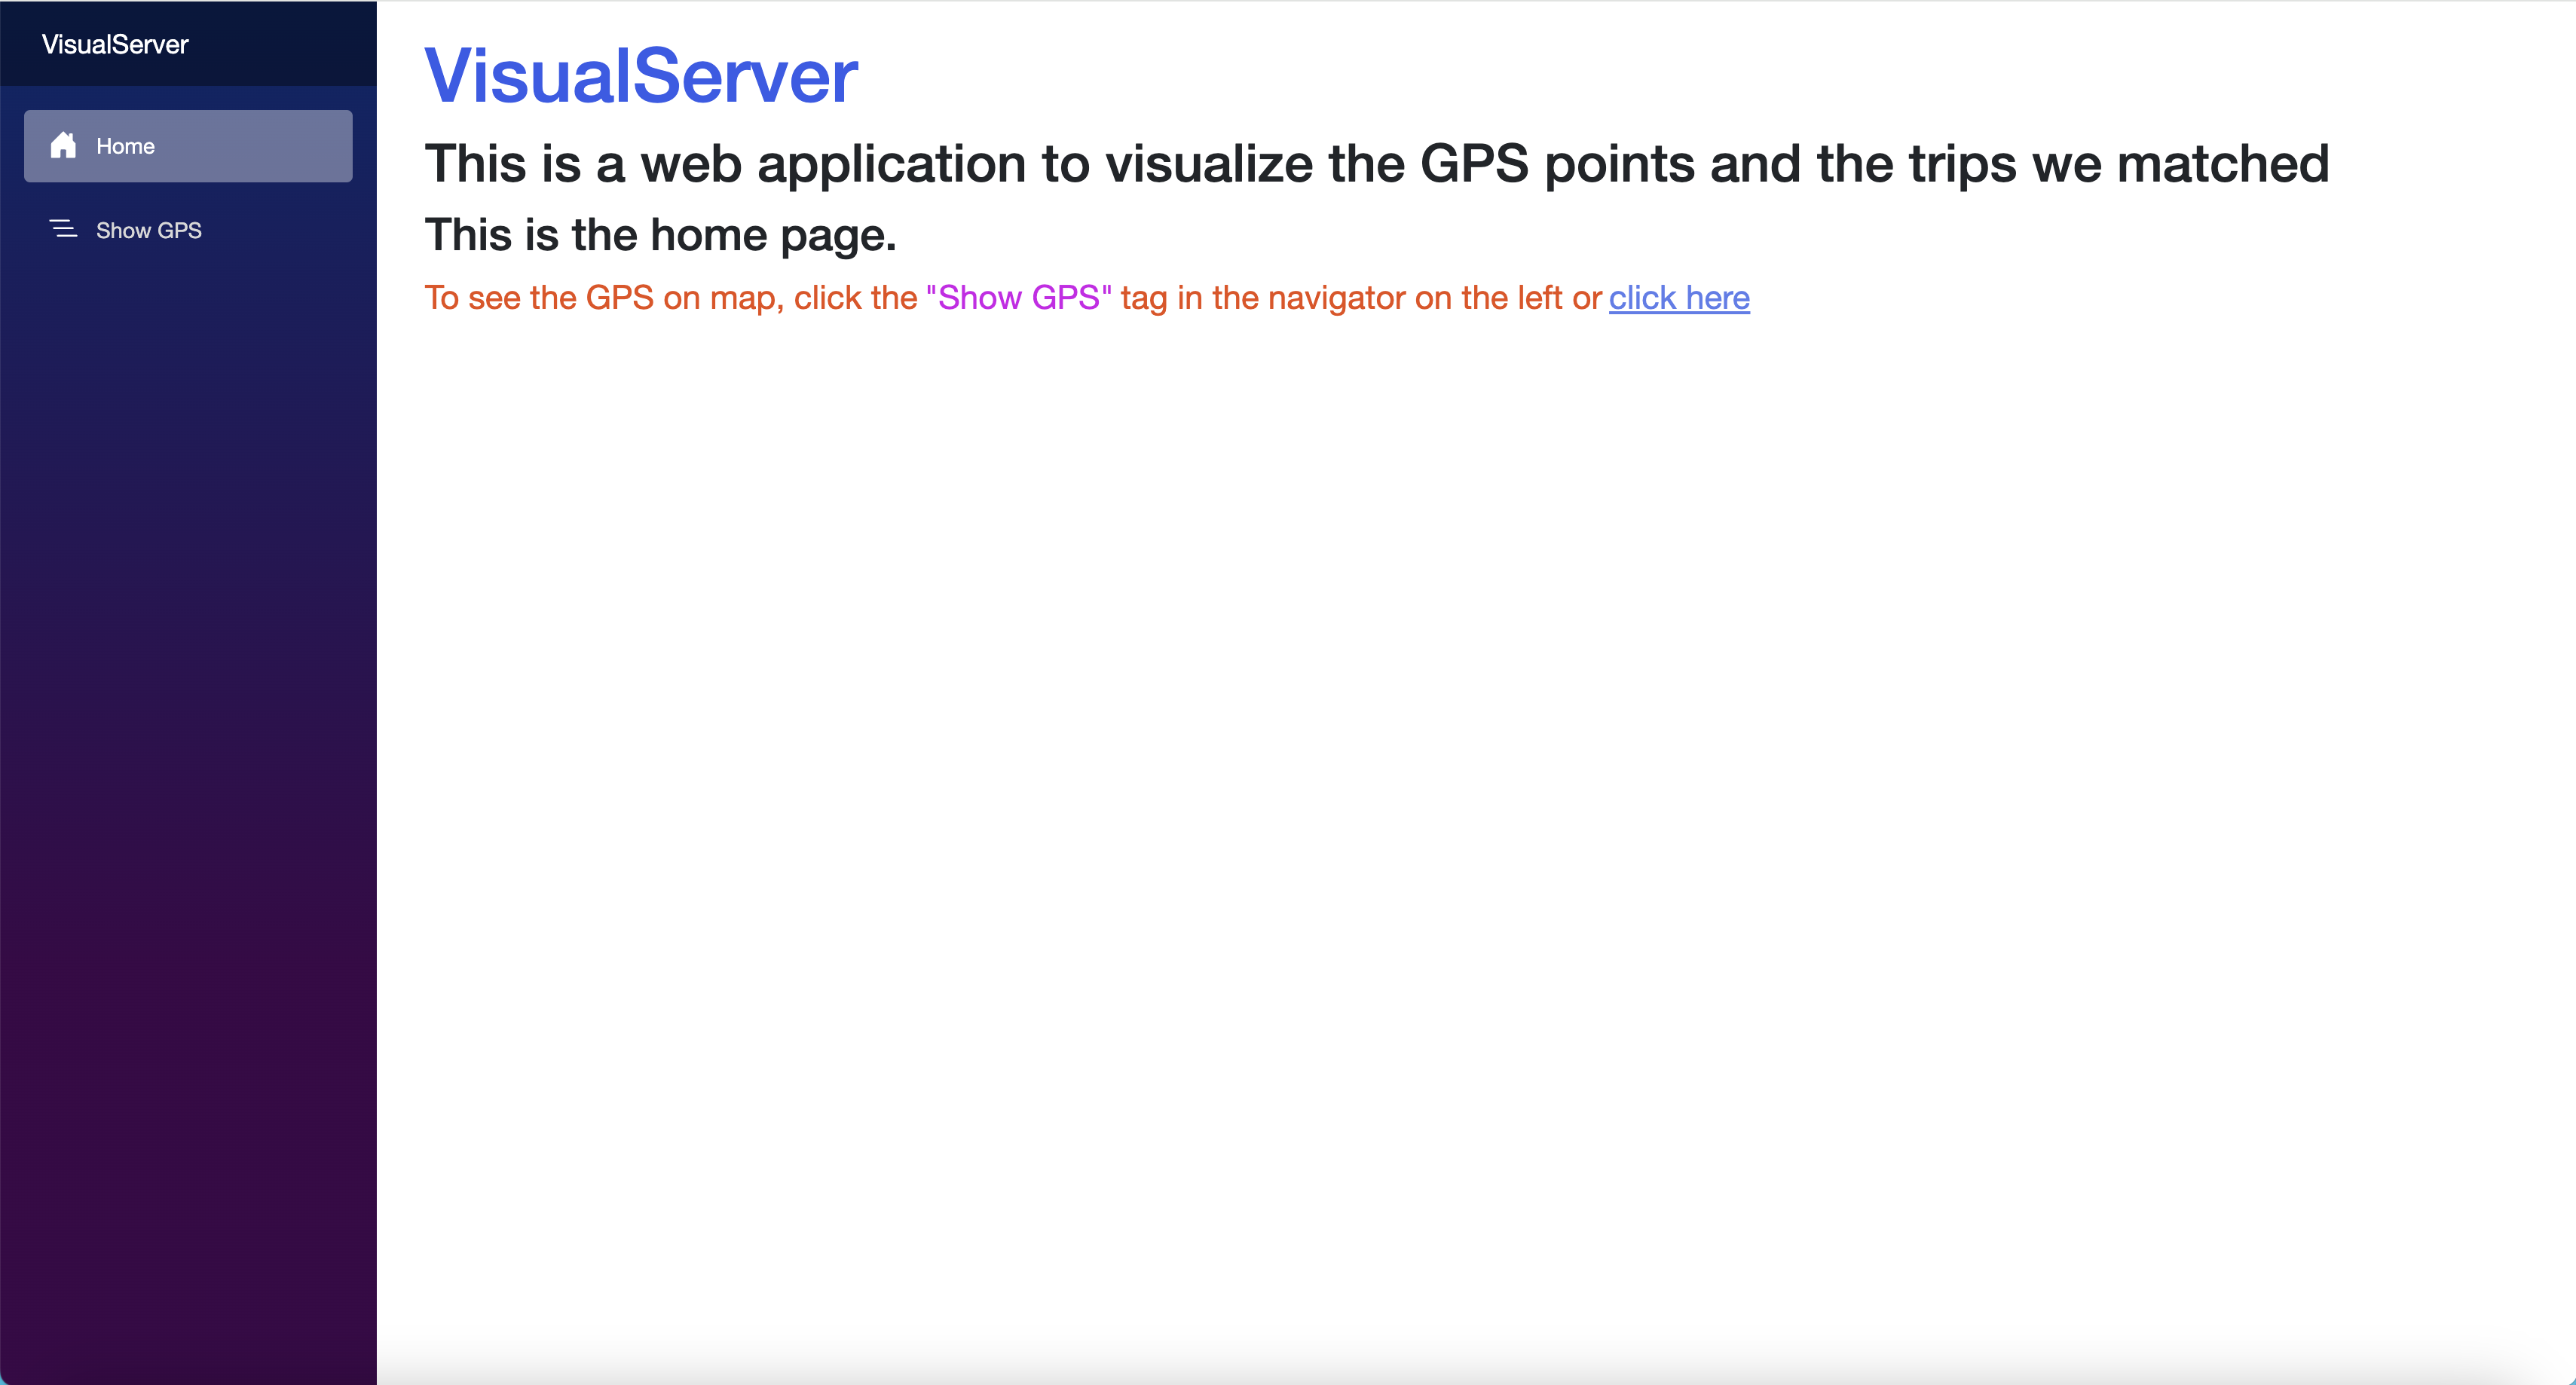 VisualServer
Home
Show GPS
VisualServer
This is a web application to visualize the GPS points and the trips we matched
This is the home page.
To see the GPS on map, click the "Show GPS" tag in the navigator on the left or click here